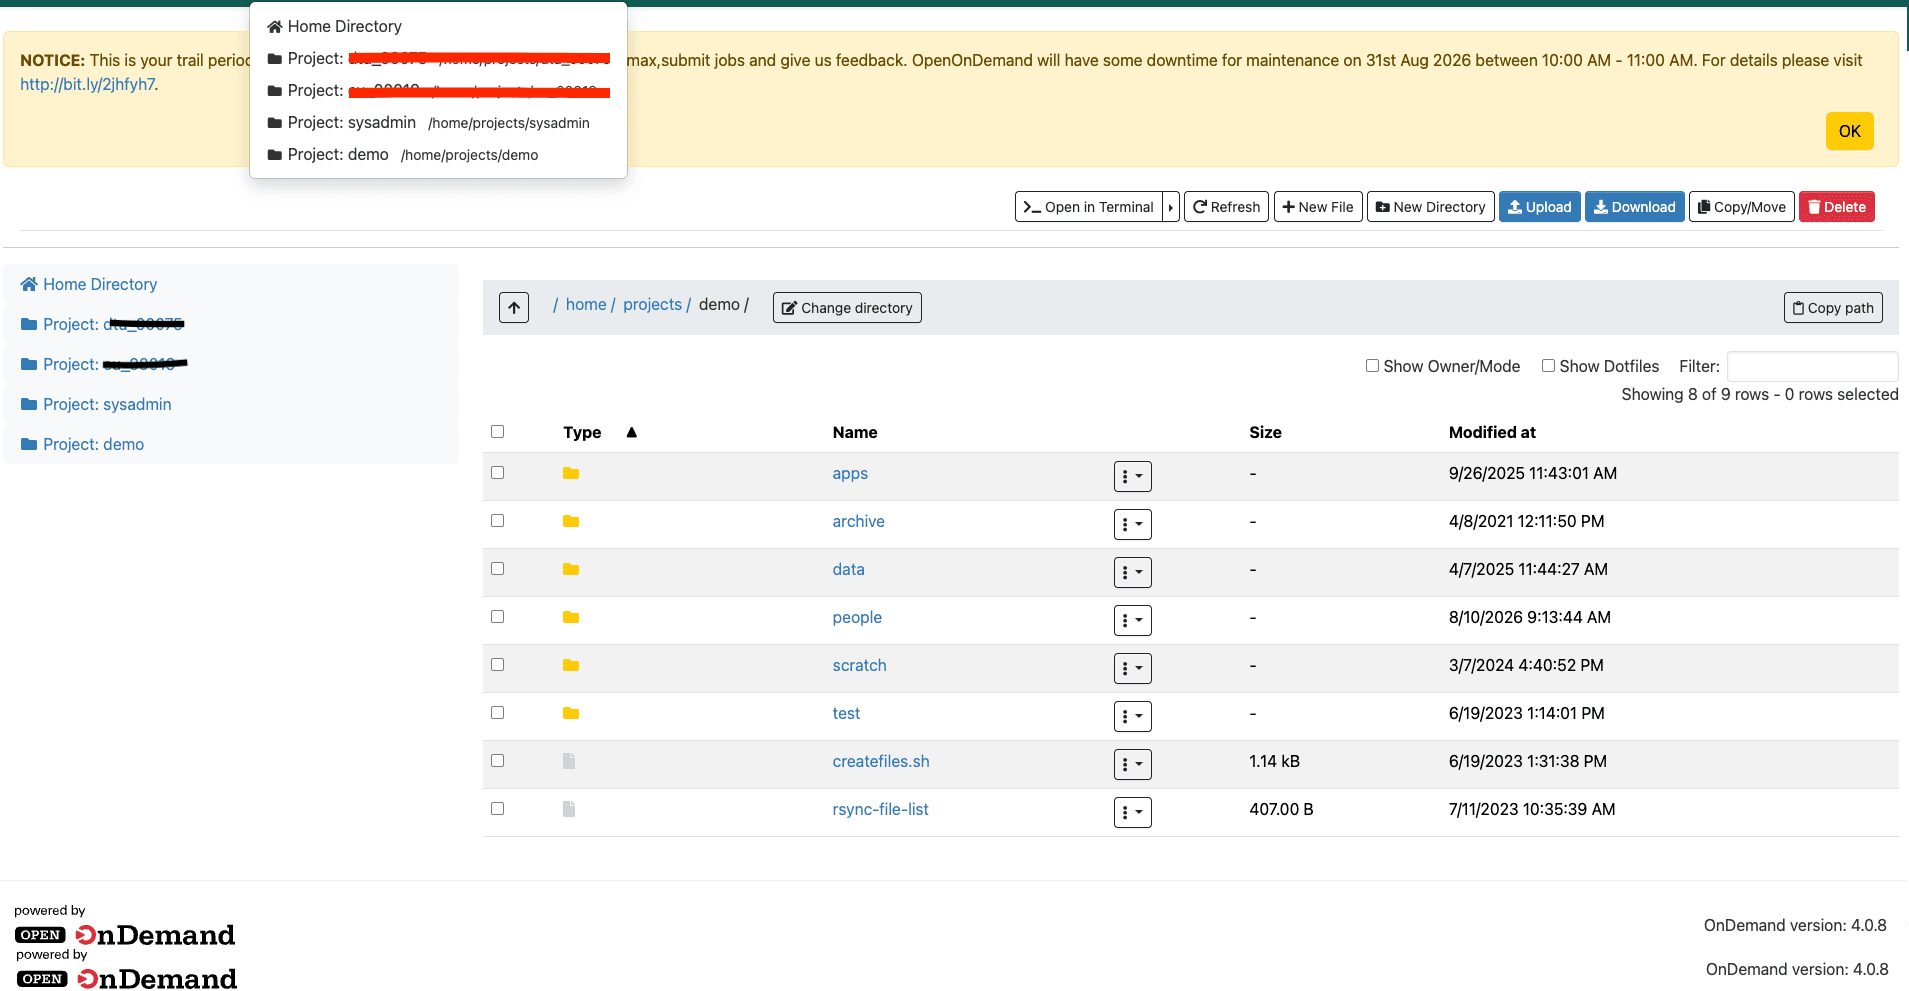 Home Directory
Project:
Project:
Project: sysadmin /home/projects/sysadmin
Project: demo /home/projects/demo
NOTICE: This is your trail perio max,submit jobs and give us feedback. OpenOnDemand will have some downtime for maintenance on 31st Aug 2026 between 10:00 AM - 11:00 AM. For details please visit
http://bit.ly/2jhfyh7.
OK
Open in Terminal Refresh New File New Directory Upload Download Copy/Move Delete
Home Directory
Project:
Project:
Project: sysadmin
Project: demo
/ home / projects / demo / Change directory Copy path
Show Owner/Mode Show Dotfiles Filter:
Showing 8 of 9 rows - 0 rows selected
Type Name Size Modified at
apps - 9/26/2025 11:43:01 AM
archive - 4/8/2021 12:11:50 PM
data - 4/7/2025 11:44:27 AM
people - 8/10/2026 9:13:44 AM
scratch - 3/7/2024 4:40:52 PM
test - 6/19/2023 1:14:01 PM
createfiles.sh 1.14 kB 6/19/2023 1:31:38 PM
rsync-file-list 407.00 B 7/11/2023 10:35:39 AM
powered by
OPEN OnDemand
OnDemand version: 4.0.8
powered by
OPEN OnDemand
OnDemand version: 4.0.8